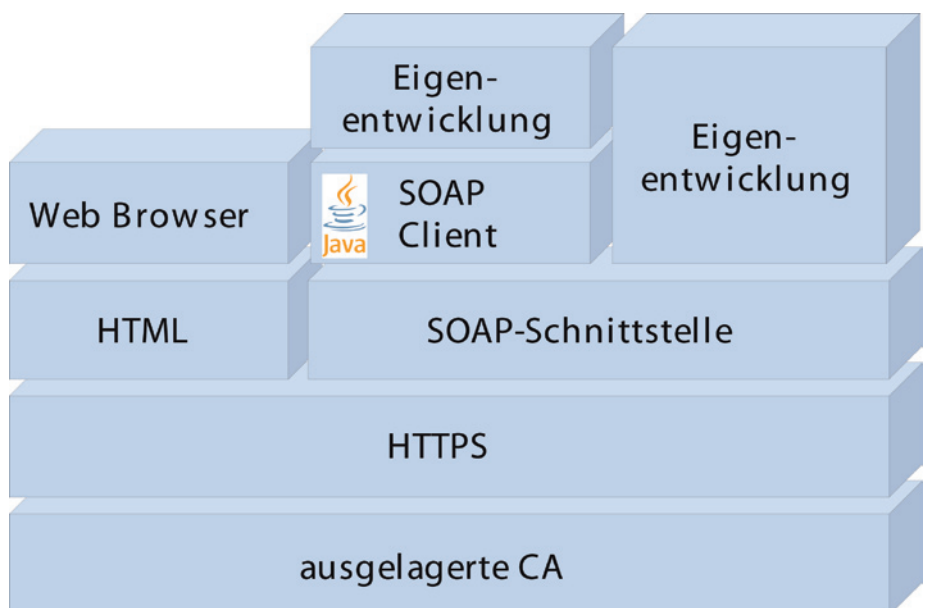 Eigen-
entwicklung
Eigen-
entwicklung
Web Browser
Java
SOAP
Client
HTML
SOAP-Schnittstelle
HTTPS
ausgelagerte CA